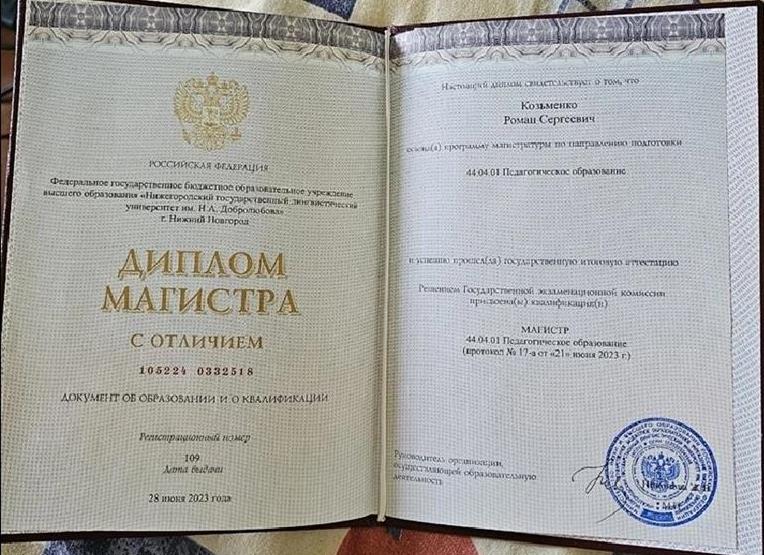 РОССИЙСКАЯ ФЕДЕРАЦИЯ
Федеральное государственное бюджетное образовательное учреждение
высшего образования «Нижегородский государственный лингвистический
университет им. Н.А. Добролюбова»
г. Нижний Новгород
ДИПЛОМ
МАГИСТРА
С ОТЛИЧИЕМ
105224 0332518
ДОКУМЕНТ ОБ ОБРАЗОВАНИИ И О КВАЛИФИКАЦИИ
Регистрационный номер
109
Дата выдачи
28 июня 2023 года
Настоящий диплом свидетельствует о том, что
Козьменко
Роман Сергеевич
освоил(а) программу магистратуры по направлению подготовки
44.04.01 Педагогическое образование
и успешно прошел(ла) государственную итоговую аттестацию
Решением Государственной экзаменационной комиссии
присвоена(ы) квалификация(и)
МАГИСТР
44.04.01 Педагогическое образование
(протокол № 17-а от «21» июня 2023 г.)
Руководитель организации,
осуществляющей образовательную
деятельность